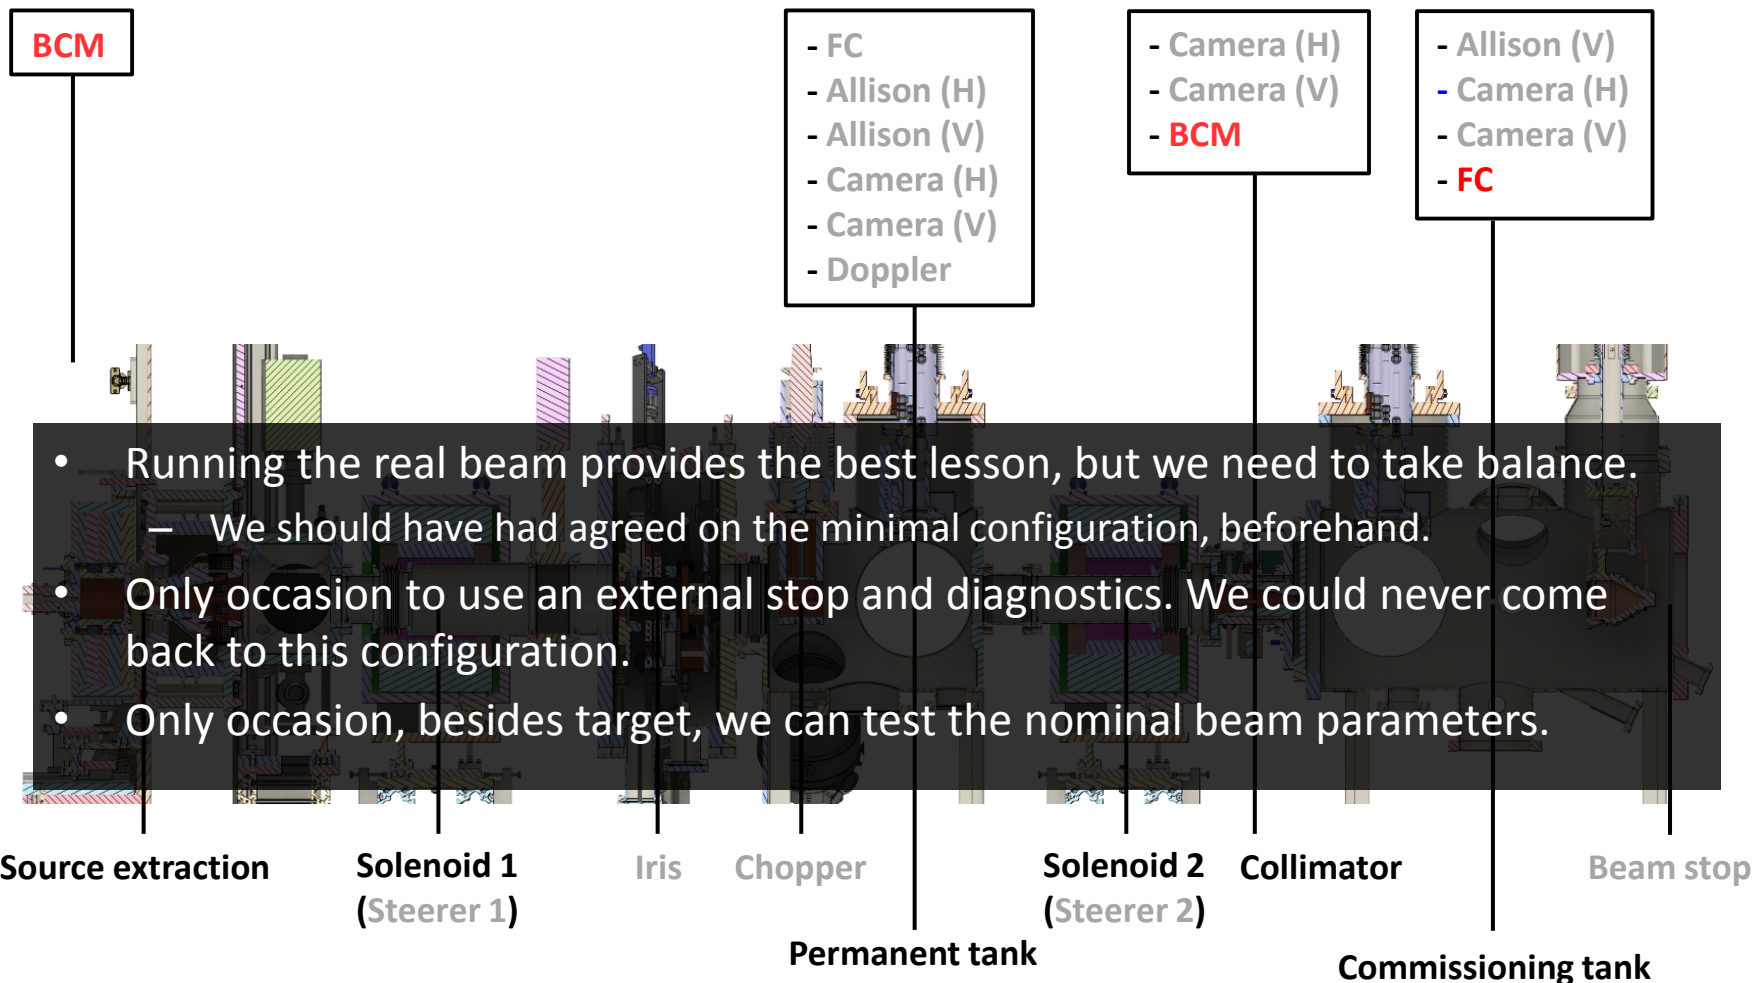 BCM
- FC
- Allison (H)
- Allison (V)
- Camera (H)
- Camera (V)
- Doppler
- Camera (H)
- Camera (V)
- BCM
- Allison (V)
- Camera (H)
- Camera (V)
- FC
• Running the real beam provides the best lesson, but we need to take balance.
– We should have had agreed on the minimal configuration, beforehand.
• Only occasion to use an external stop and diagnostics. We could never come
back to this configuration.
• Only occasion, besides target, we can test the nominal beam parameters.
Source extraction
Solenoid 1
(Steerer 1)
Iris
Chopper
Permanent tank
Solenoid 2
(Steerer 2)
Collimator
Commissioning tank
Beam stop